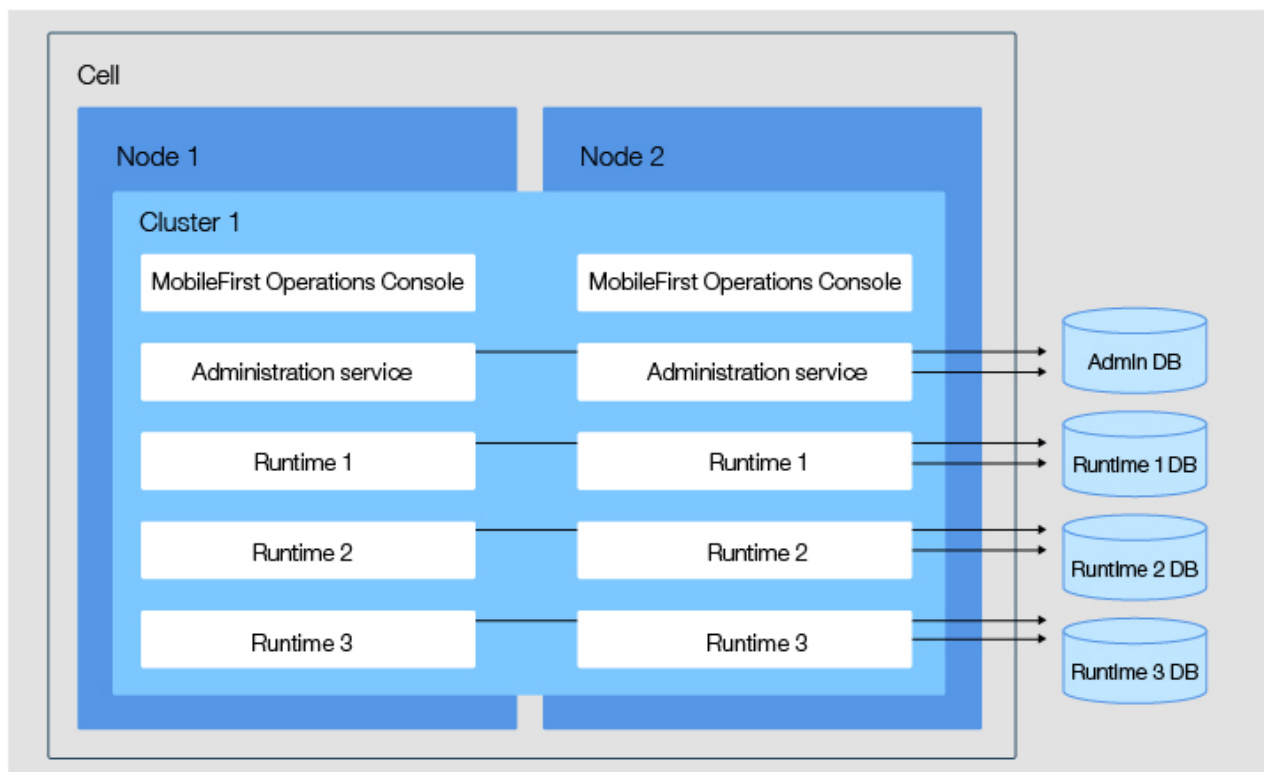 Cell
Node 1
Node 2
Cluster 1
MobileFirst Operations Console
MobileFirst Operations Console
Administration service
Administration service
Admin DB
Runtime 1
Runtime 1
Runtime 1 DB
Runtime 2
Runtime 2
Runtime 2 DB
Runtime 3
Runtime 3
Runtime 3 DB